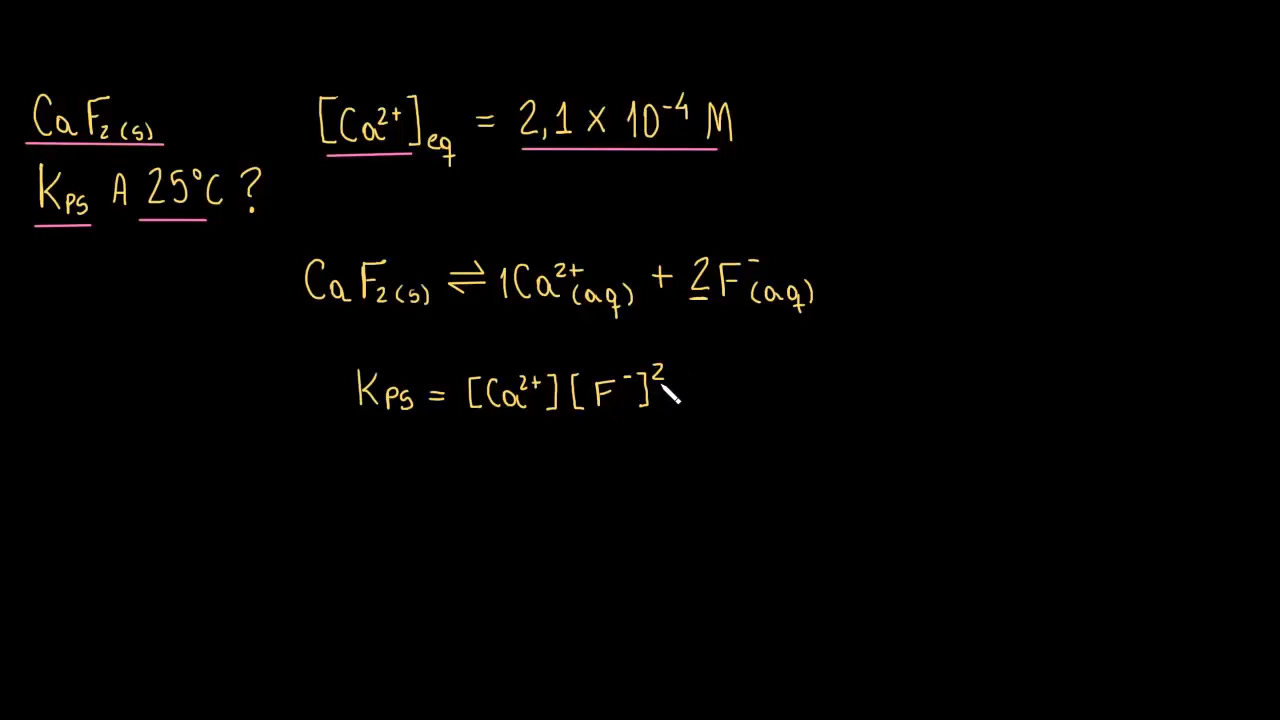 CaF₂(s)
[Ca²⁺]eq = 2,1 × 10⁻⁴ M
Kps A 25°C ?
CaF₂(s) ⇌ 1Ca²⁺(aq) + 2F⁻(aq)
Kps = [Ca²⁺][F⁻]²